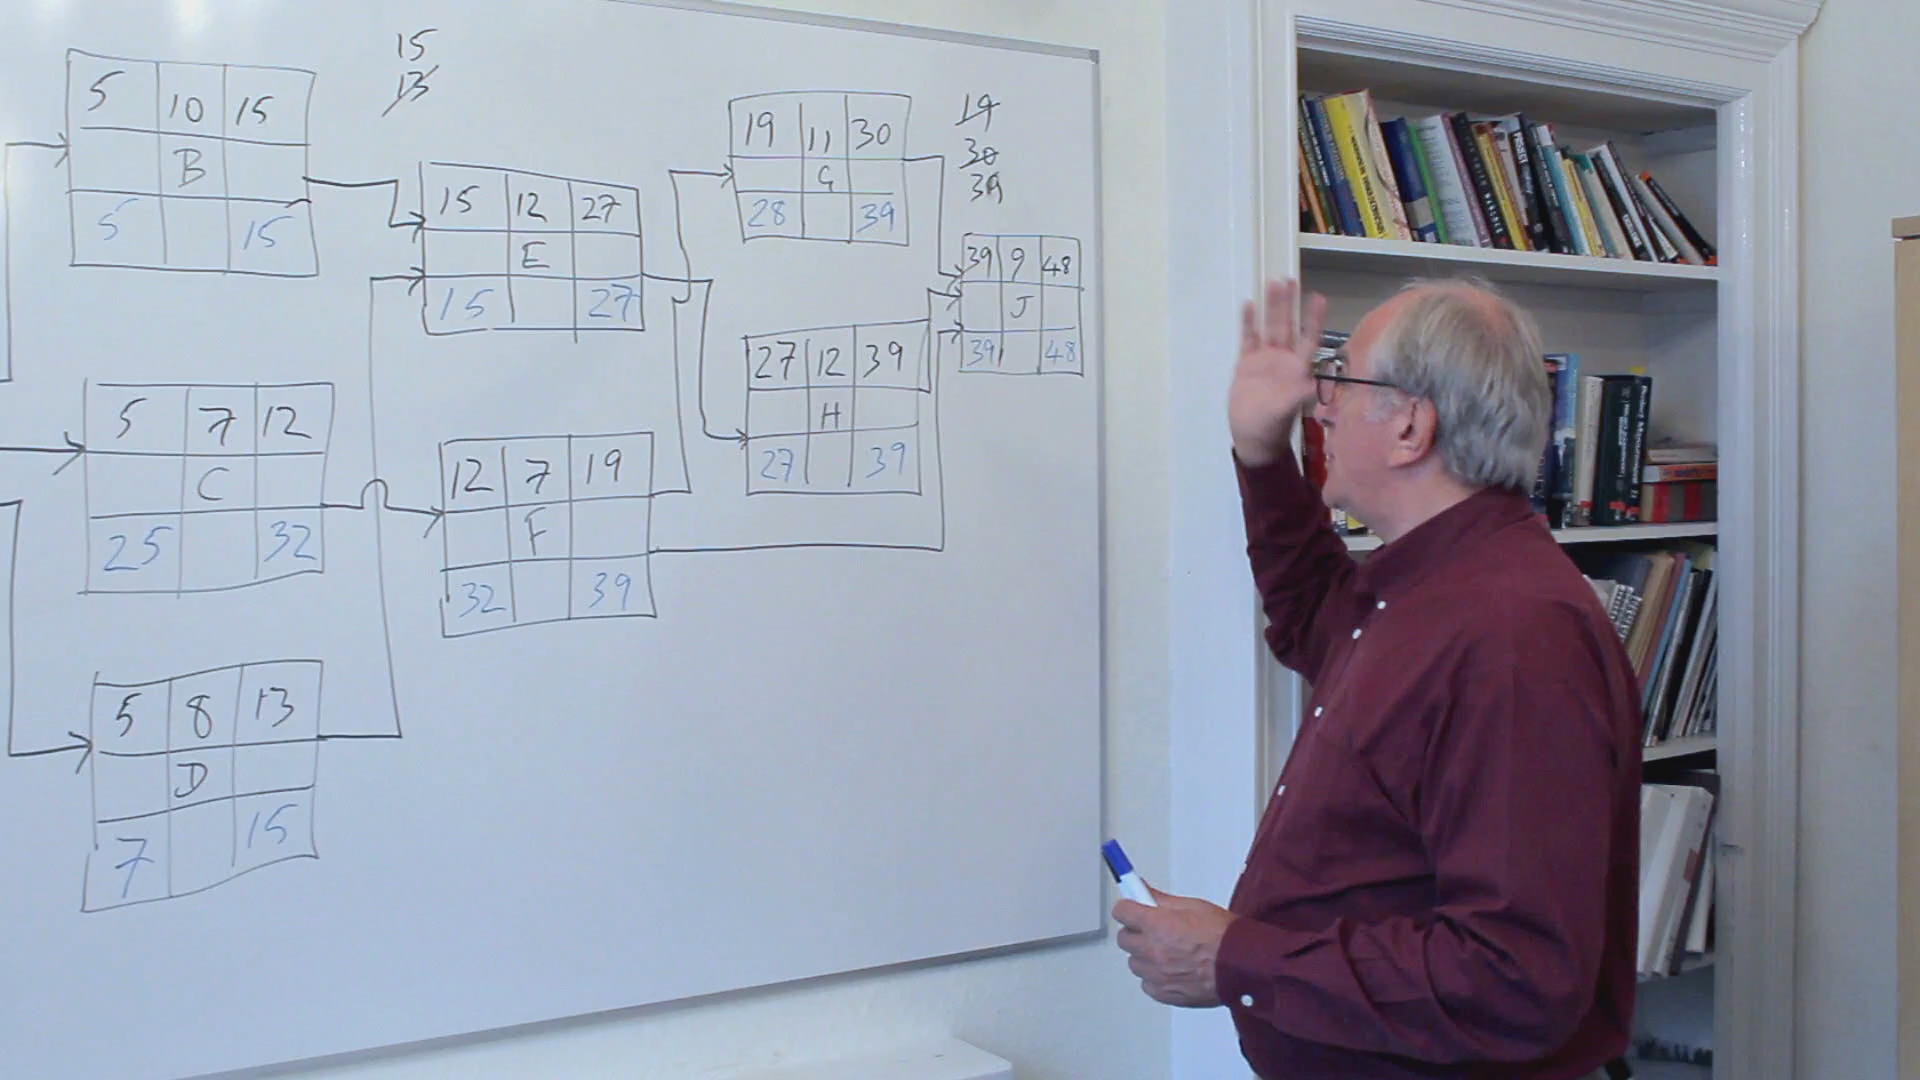 15
13
5 10 15
B
5 15
5 7 12
C
25 32
5 8 13
D
7 15
15 12 27
E
15 27
12 7 19
F
32 39
19 11 30
G
28 39
27 12 39
H
27 39
19
30
39
39 9 48
J
39 48